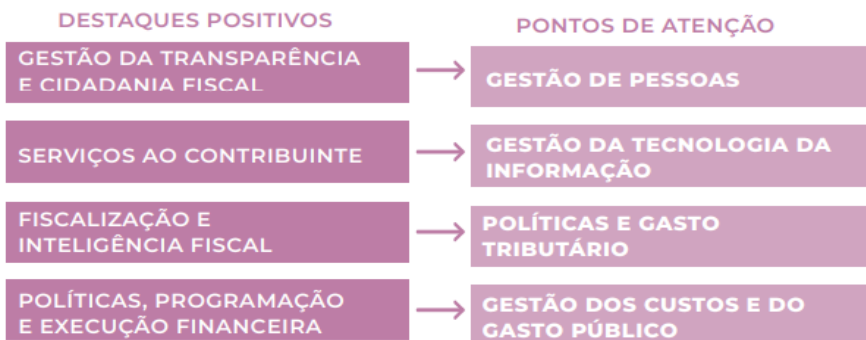 DESTAQUES POSITIVOS
PONTOS DE ATENÇÃO
GESTÃO DA TRANSPARÊNCIA
E CIDADANIA FISCAL
GESTÃO DE PESSOAS
SERVIÇOS AO CONTRIBUINTE
GESTÃO DA TECNOLOGIA DA
INFORMAÇÃO
FISCALIZAÇÃO E
INTELIGÊNCIA FISCAL
POLÍTICAS E GASTO
TRIBUTÁRIO
POLÍTICAS, PROGRAMAÇÃO
E EXECUÇÃO FINANCEIRA
GESTÃO DOS CUSTOS E DO
GASTO PÚBLICO